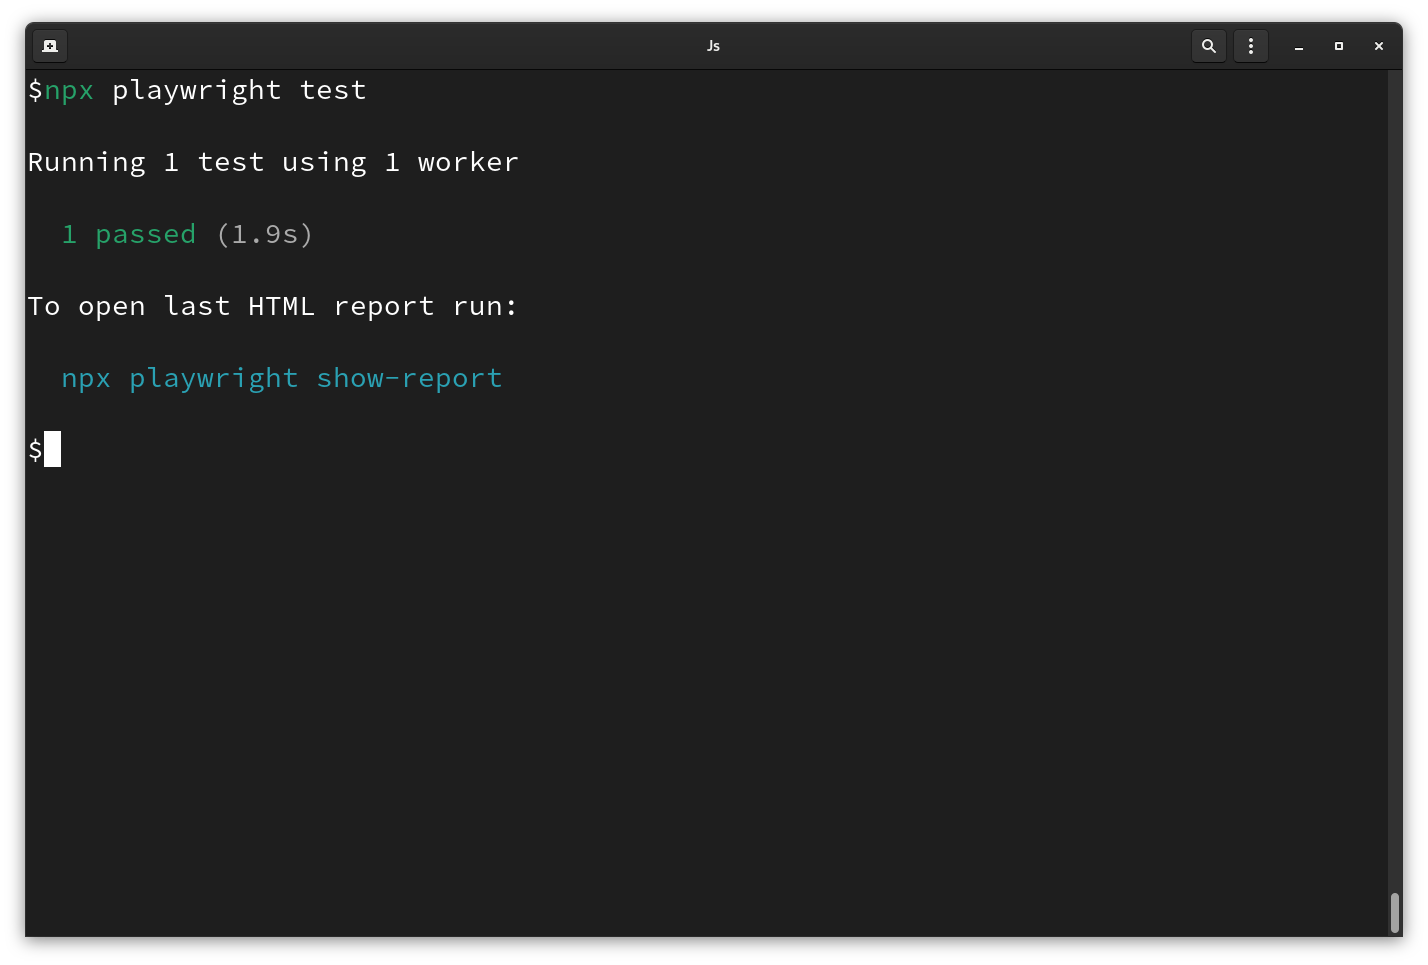 Js
$npx playwright test
Running 1 test using 1 worker
1 passed (1.9s)
To open last HTML report run:
npx playwright show-report
$